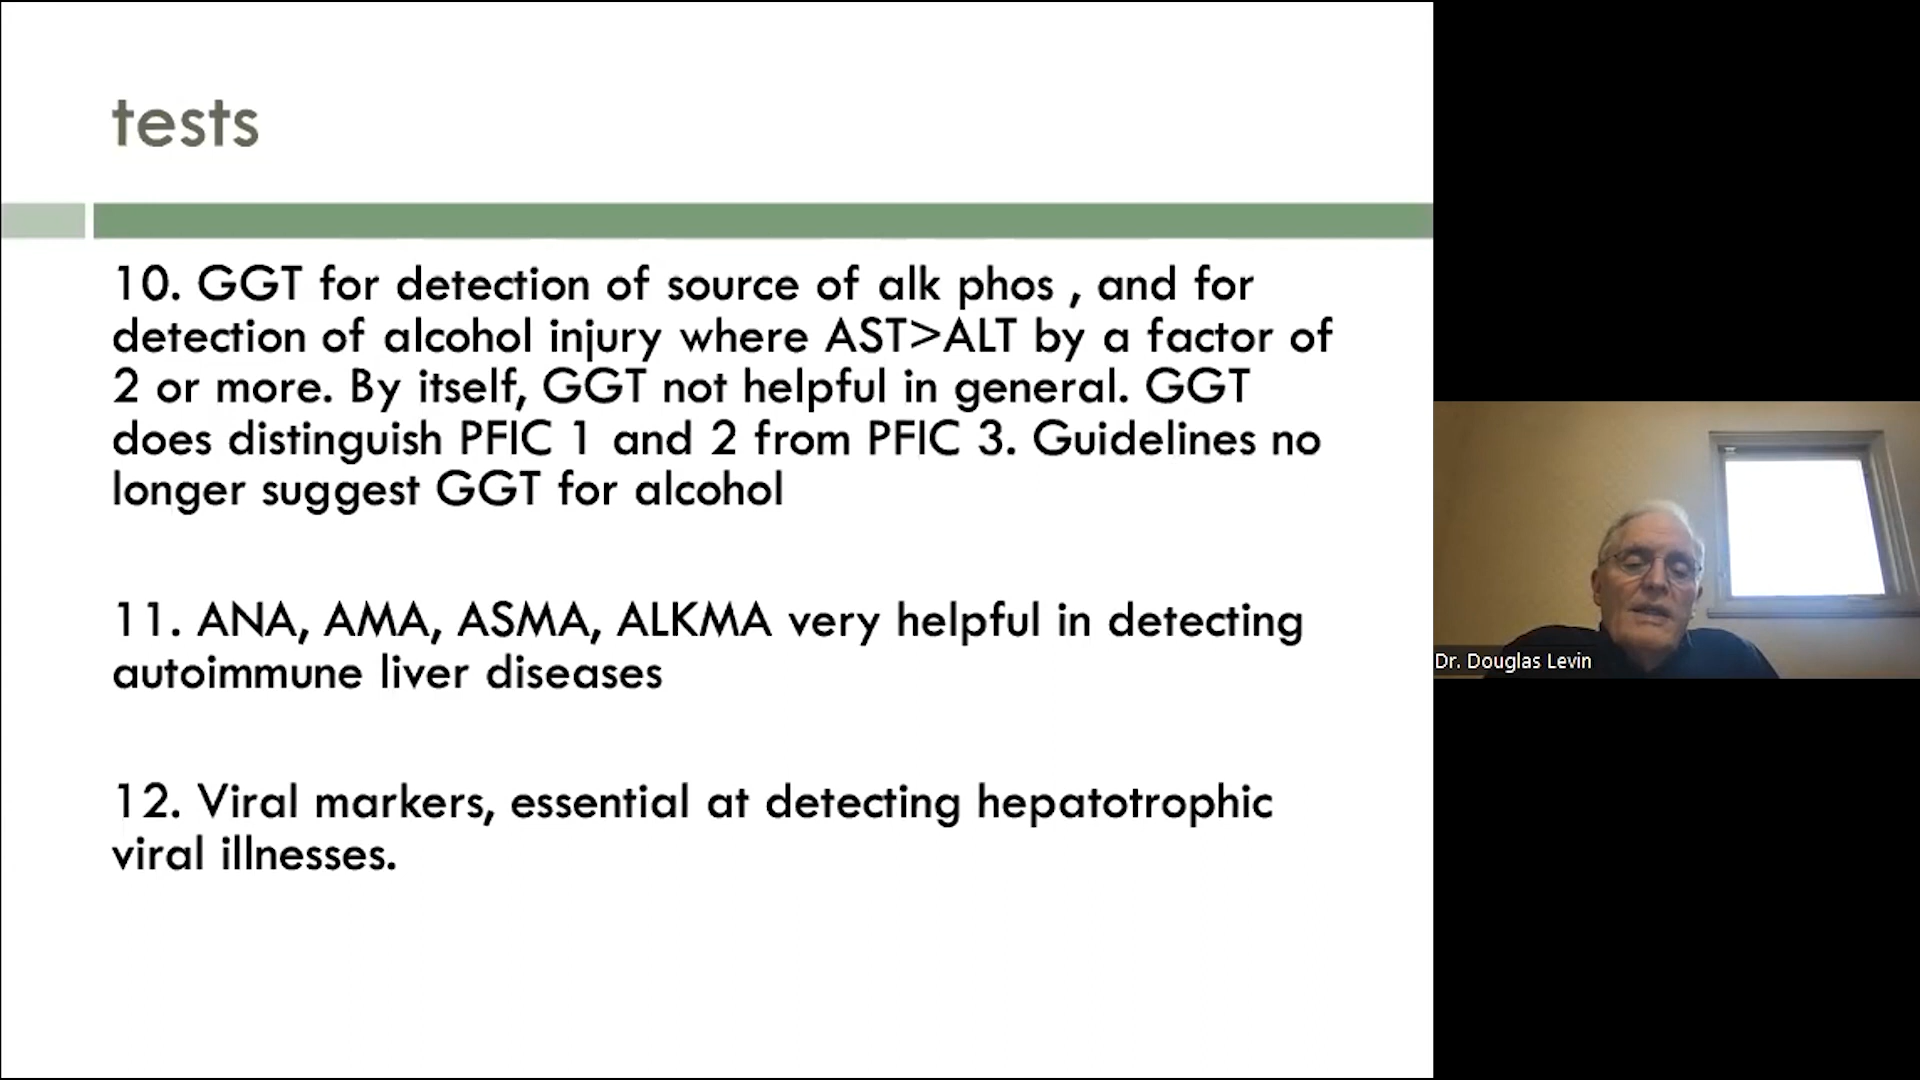 tests
10. GGT for detection of source of alk phos , and for
detection of alcohol injury where AST>ALT by a factor of
2 or more. By itself, GGT not helpful in general. GGT
does distinguish PFIC 1 and 2 from PFIC 3. Guidelines no
longer suggest GGT for alcohol
11. ANA, AMA, ASMA, ALKMA very helpful in detecting
autoimmune liver diseases
12. Viral markers, essential at detecting hepatotrophic
viral illnesses.
Dr. Douglas Levin